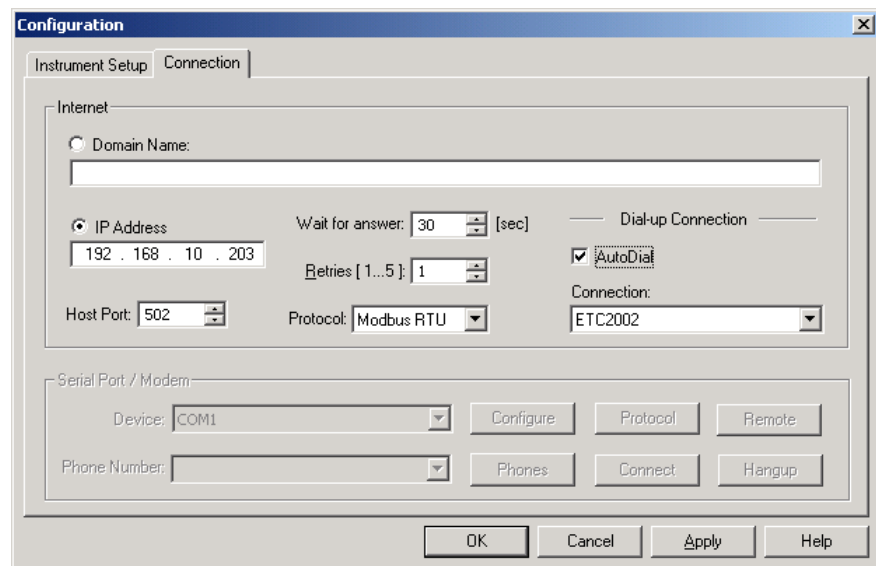 Configuration
Instrument Setup Connection
Internet
Domain Name:
IP Address
192 . 168 . 10 . 203
Host Port: 502
Wait for answer: 30 [sec]
Retries [ 1...5 ]: 1
Protocol: Modbus RTU
Dial-up Connection
AutoDial
Connection:
ETC2002
Serial Port / Modem
Device: COM1 Configure Protocol Remote
Phone Number: Phones Connect Hangup
OK Cancel Apply Help